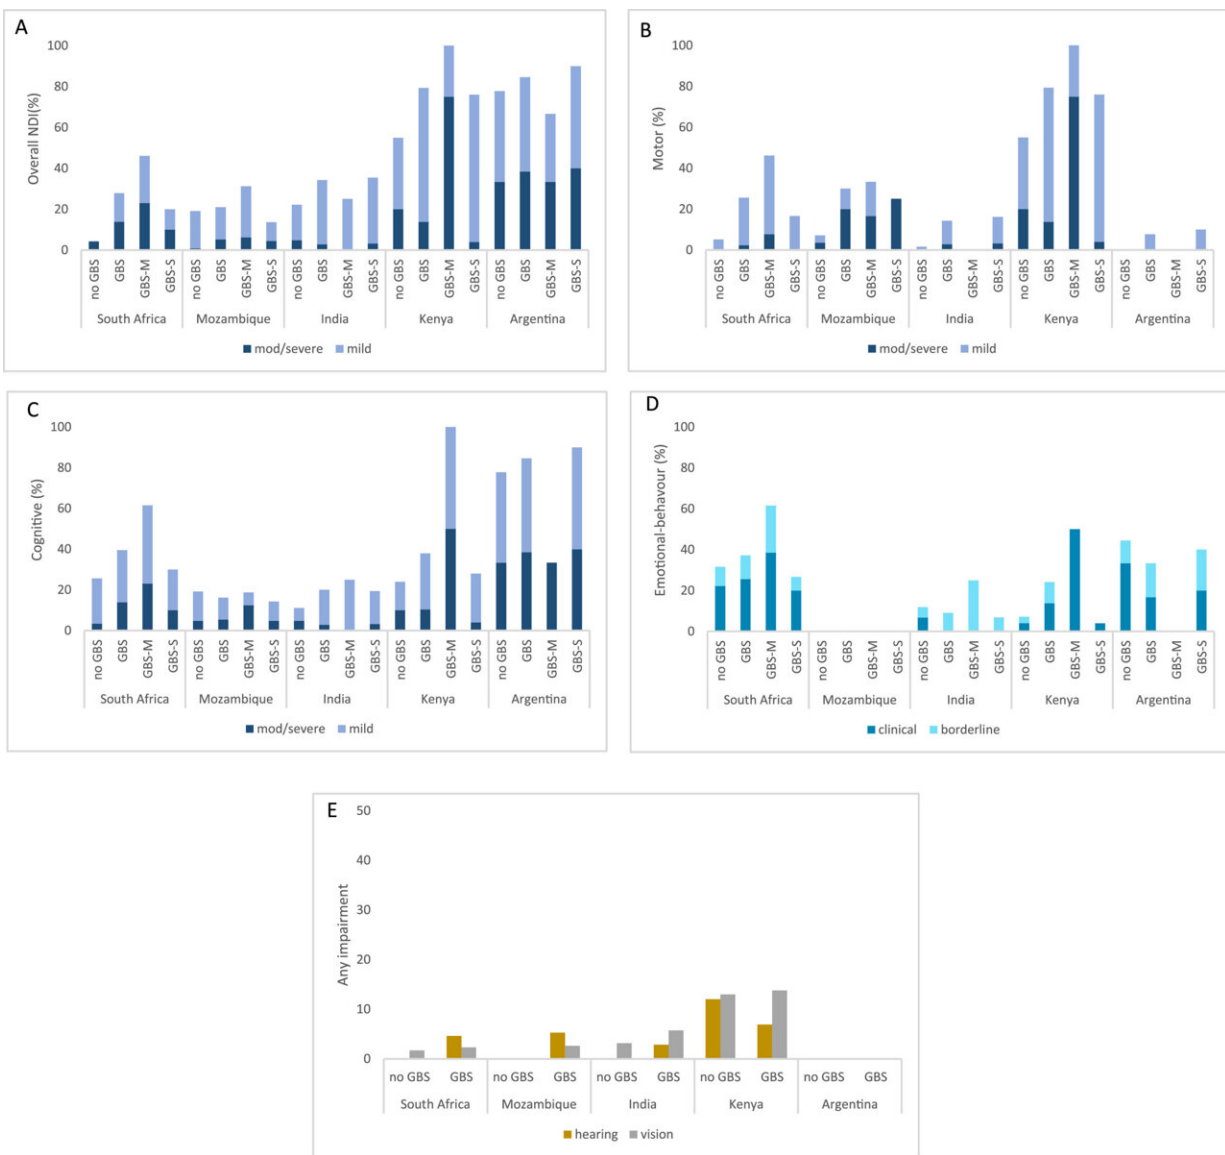 A
Overall NDI(%)
100
80
60
40
20
0
no GBS GBS GBS-M GBS-S no GBS GBS GBS-M GBS-S no GBS GBS GBS-M GBS-S no GBS GBS GBS-M GBS-S no GBS GBS GBS-M GBS-S
South Africa Mozambique India Kenya Argentina
mod/severe mild
B
Motor (%)
100
80
60
40
20
0
no GBS GBS GBS-M GBS-S no GBS GBS GBS-M GBS-S no GBS GBS GBS-M GBS-S no GBS GBS GBS-M GBS-S no GBS GBS GBS-M GBS-S
South Africa Mozambique India Kenya Argentina
mod/severe mild
C
Cognitive (%)
100
80
60
40
20
0
no GBS GBS GBS-M GBS-S no GBS GBS GBS-M GBS-S no GBS GBS GBS-M GBS-S no GBS GBS GBS-M GBS-S no GBS GBS GBS-M GBS-S
South Africa Mozambique India Kenya Argentina
mod/severe mild
D
Emotional-behavour (%)
100
80
60
40
20
0
no GBS GBS GBS-M GBS-S no GBS GBS GBS-M GBS-S no GBS GBS GBS-M GBS-S no GBS GBS GBS-M GBS-S no GBS GBS GBS-M GBS-S
South Africa Mozambique India Kenya Argentina
clinical borderline
E
Any impairment
50
40
30
20
10
0
no GBS GBS no GBS GBS no GBS GBS no GBS GBS no GBS GBS
South Africa Mozambique India Kenya Argentina
hearing vision